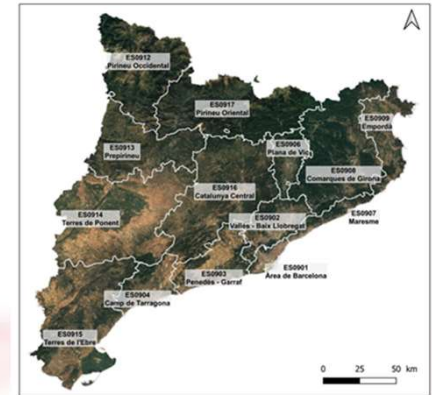 ES0912
Pirineu Occidental
ES0917
Pirineu Oriental
ES0909
Empordà
ES0913
Prepirineu
ES0906
Plana de Vic
ES0908
Comarques de Girona
ES0916
Catalunya Central
ES0914
Terres de Ponent
ES0902
Vallès - Baix Llobregat
ES0907
Maresme
ES0901
Àrea de Barcelona
ES0903
Penedès - Garraf
ES0904
Camp de Tarragona
ES0915
Terres de l'Ebre
0 25 50 km